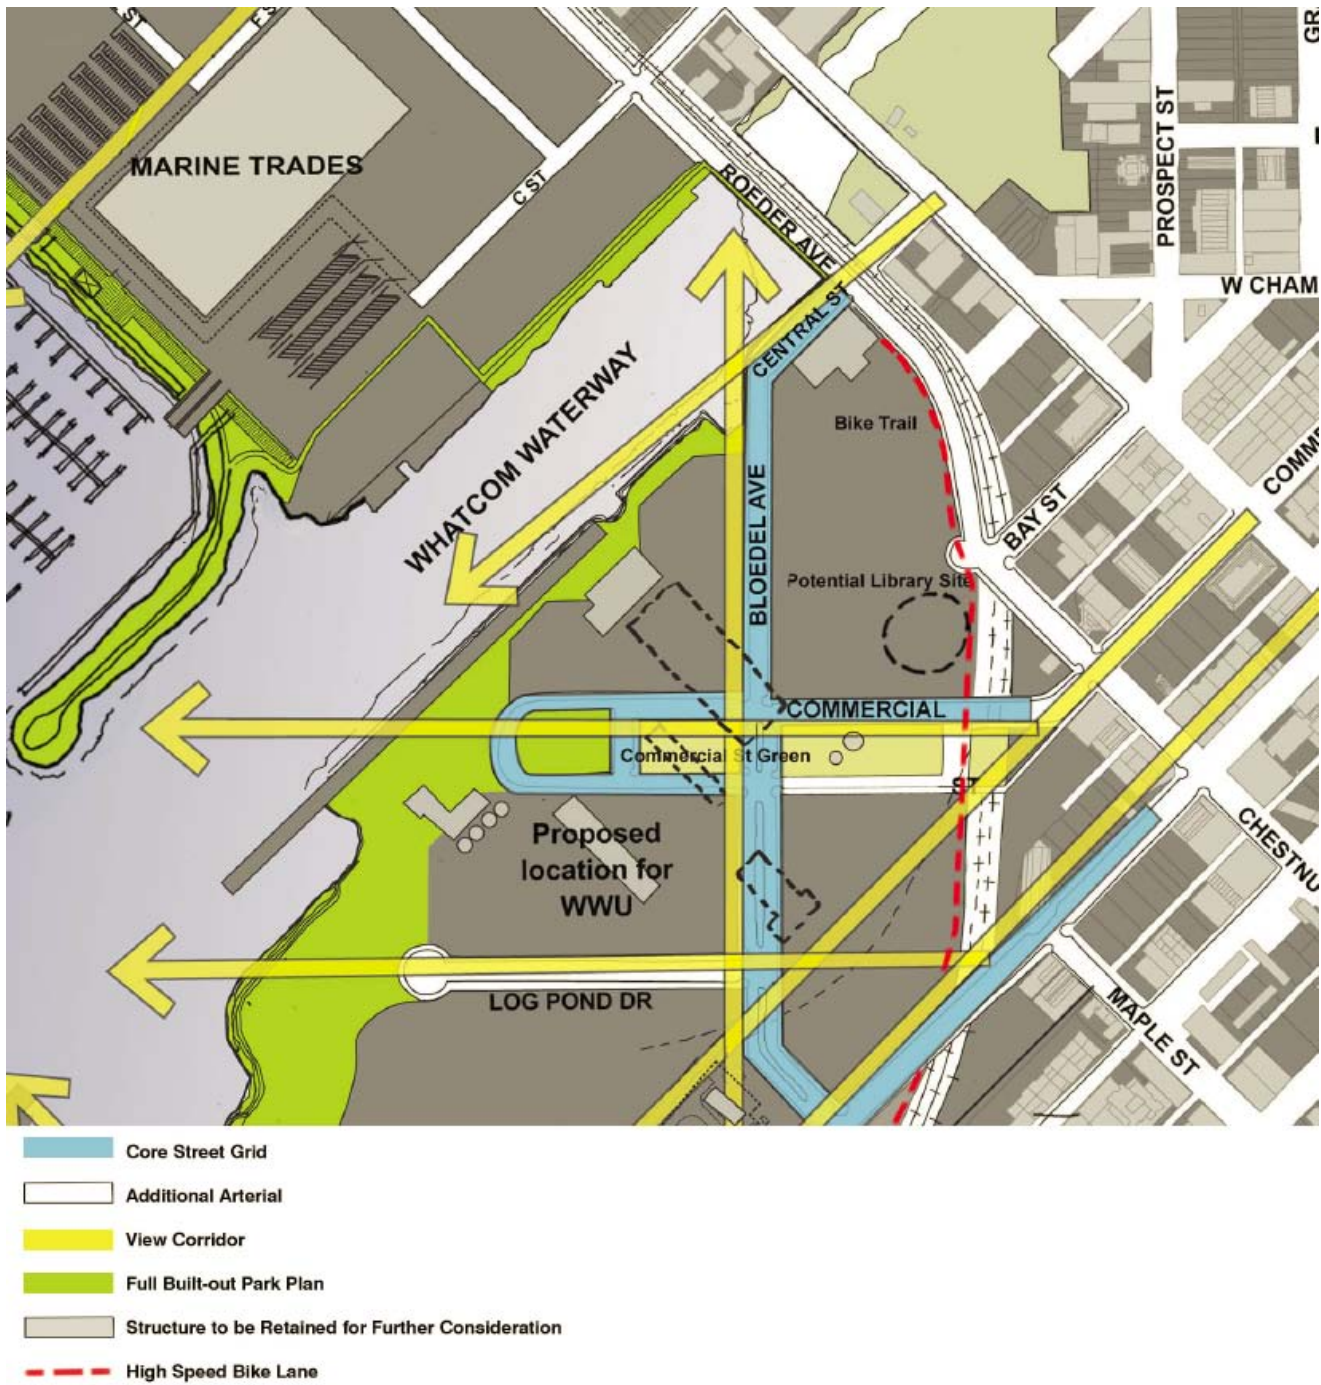 ST
F S
GR
PROSPECT ST
MARINE TRADES
C ST
ROEDER AVE
W CHAM
CENTRAL ST
WHATCOM WATERWAY
Bike Trail
COMME
BLOEDEL AVE
BAY ST
Potential Library Site
COMMERCIAL
Commercial St Green
ST
CHESTNU
Proposed
location for
WWU
LOG POND DR
MAPLE ST
Core Street Grid
Additional Arterial
View Corridor
Full Built-out Park Plan
Structure to be Retained for Further Consideration
High Speed Bike Lane